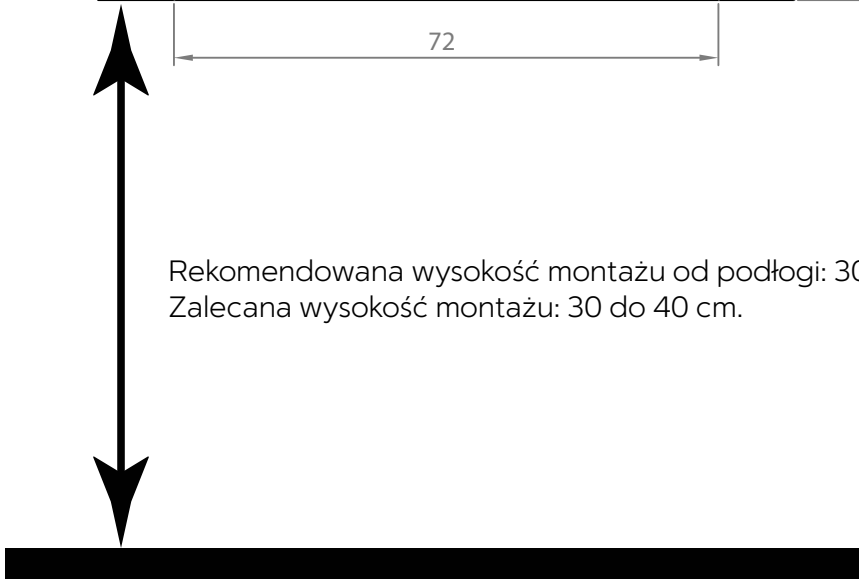 72
Rekomendowana wysokość montażu od podłogi: 30
Zalecana wysokość montażu: 30 do 40 cm.